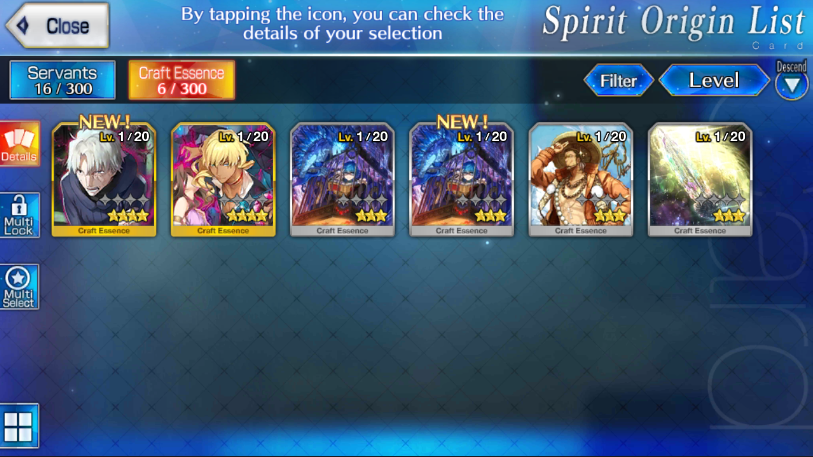 Close
By tapping the icon, you can check the
details of your selection
Spirit Origin List
Card
Servants
16 / 300
Craft Essence
6 / 300
Filter
Level
Descend
Details
Multi
Lock
Multi
Select
NEW!
Lv. 1/20
Craft Essence
Lv. 1/20
Craft Essence
Lv. 1/20
Craft Essence
NEW!
Lv. 1/20
Craft Essence
Lv. 1/20
Craft Essence
Lv. 1/20
Craft Essence